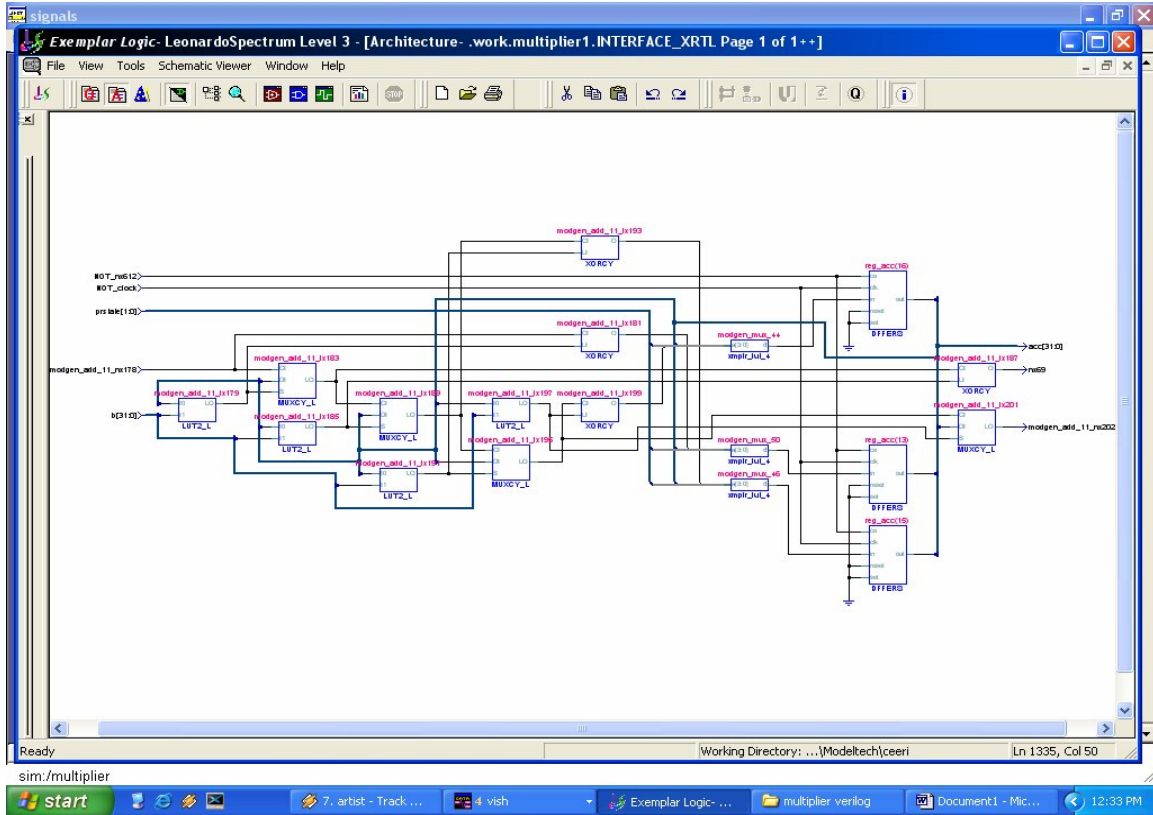 signals
Exemplar Logic- LeonardoSpectrum Level 3 - [Architecture- .work.multiplier1.INTERFACE_XRTL Page 1 of 1++]
File View Tools Schematic Viewer Window Help
STOP
Q
modgen_add_11_ix193
XORCY
NOT_nx612
NOT_clock
reg_acc(16)
DFFERS
prstate[1:0]
modgen_add_11_ix181
XORCY
modgen_mux_44
xmplr_lut_4
acc[31:0]
modgen_add_11_nx178
modgen_add_11_ix183
MUXCY_L
modgen_add_11_ix187
XORCY
nx69
b[31:0]
modgen_add_11_ix179
LUT2_L
modgen_add_11_ix185
LUT2_L
MUXCY_L
modgen_add_11_ix197
LUT2_L
modgen_add_11_ix199
XORCY
modgen_add_11_ix201
MUXCY_L
modgen_add_11_nx202
LUT2_L
MUXCY_L
modgen_mux_50
xmplr_lut_4
modgen_mux_46
xmplr_lut_4
reg_acc(13)
DFFERS
reg_acc(15)
DFFERS
Ready
Working Directory: ...\Modeltech\ceeri
Ln 1335, Col 50
sim:/multiplier
start
7. artist - Track ...
4 vish
Exemplar Logic- ...
multiplier verilog
Document1 - Mic...
12:33 PM